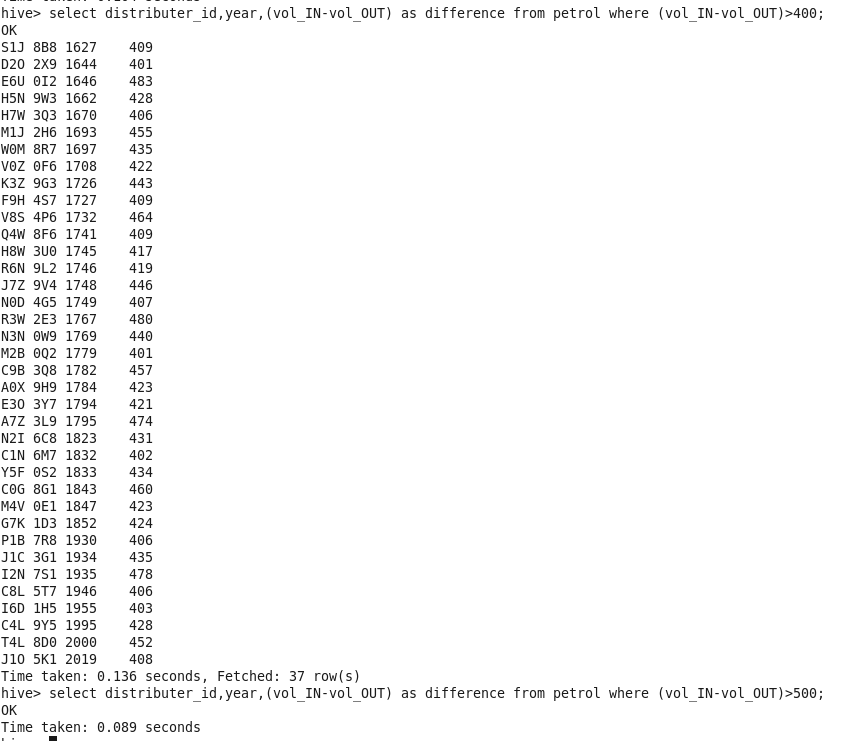 hive> select distributer_id,year,(vol_IN-vol_OUT) as difference from petrol where (vol_IN-vol_OUT)>400;
OK
S1J 8B8 1627    409
D2O 2X9 1644    401
E6U 0I2 1646    483
H5N 9W3 1662    428
H7W 3Q3 1670    406
M1J 2H6 1693    455
W0M 8R7 1697    435
V0Z 0F6 1708    422
K3Z 9G3 1726    443
F9H 4S7 1727    409
V8S 4P6 1732    464
Q4W 8F6 1741    409
H8W 3U0 1745    417
R6N 9L2 1746    419
J7Z 9V4 1748    446
N0D 4G5 1749    407
R3W 2E3 1767    480
N3N 0W9 1769    440
M2B 0Q2 1779    401
C9B 3Q8 1782    457
A0X 9H9 1784    423
E3O 3Y7 1794    421
A7Z 3L9 1795    474
N2I 6C8 1823    431
C1N 6M7 1832    402
Y5F 0S2 1833    434
C0G 8G1 1843    460
M4V 0E1 1847    423
G7K 1D3 1852    424
P1B 7R8 1930    406
J1C 3G1 1934    435
I2N 7S1 1935    478
C8L 5T7 1946    406
I6D 1H5 1955    403
C4L 9Y5 1995    428
T4L 8D0 2000    452
J1O 5K1 2019    408
Time taken: 0.136 seconds, Fetched: 37 row(s)
hive> select distributer_id,year,(vol_IN-vol_OUT) as difference from petrol where (vol_IN-vol_OUT)>500;
OK
Time taken: 0.089 seconds